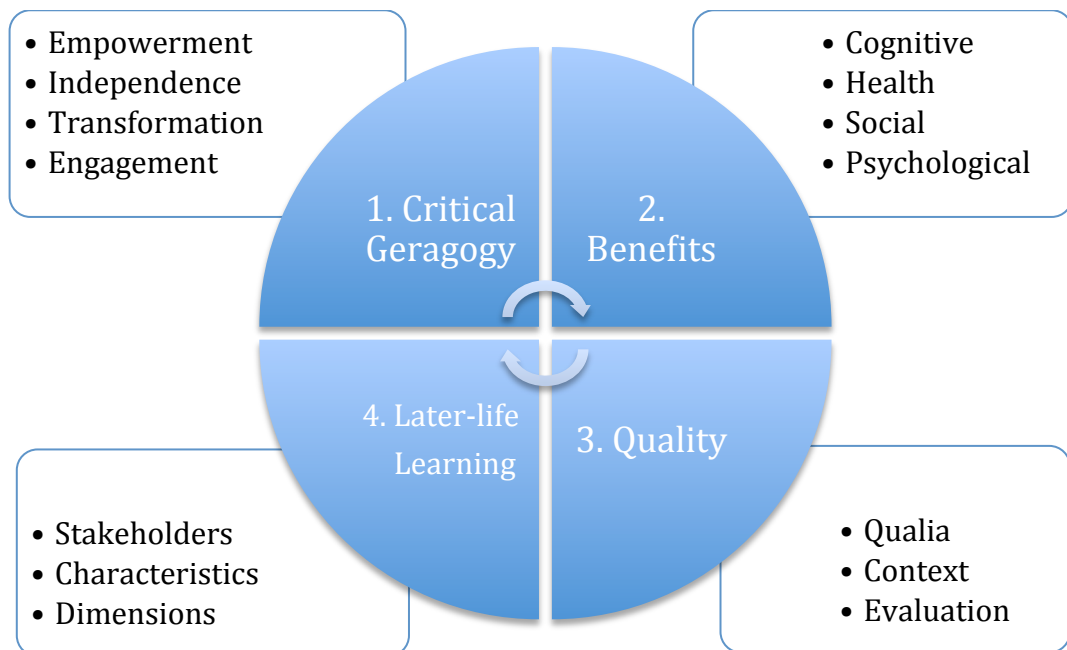 • Empowerment
• Independence
• Transformation
• Engagement
• Cognitive
• Health
• Social
• Psychological
1. Critical
Geragogy
2.
Benefits
4. Later-life
Learning
3. Quality
• Stakeholders
• Characteristics
• Dimensions
• Qualia
• Context
• Evaluation